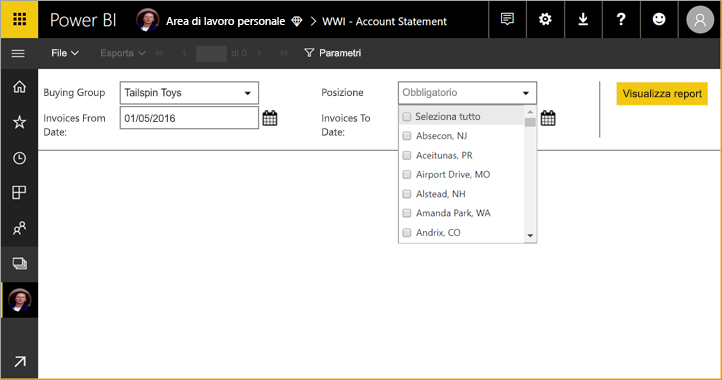 Power BI Area di lavoro personale > WWI - Account Statement
File Esporta di 0 Parametri
Buying Group Tailspin Toys Posizione Obbligatorio Visualizza report
Invoices From Date: 01/05/2016 Invoices To Date:
Seleziona tutto
Absecon, NJ
Aceitunas, PR
Airport Drive, MO
Alstead, NH
Amanda Park, WA
Andrix, CO